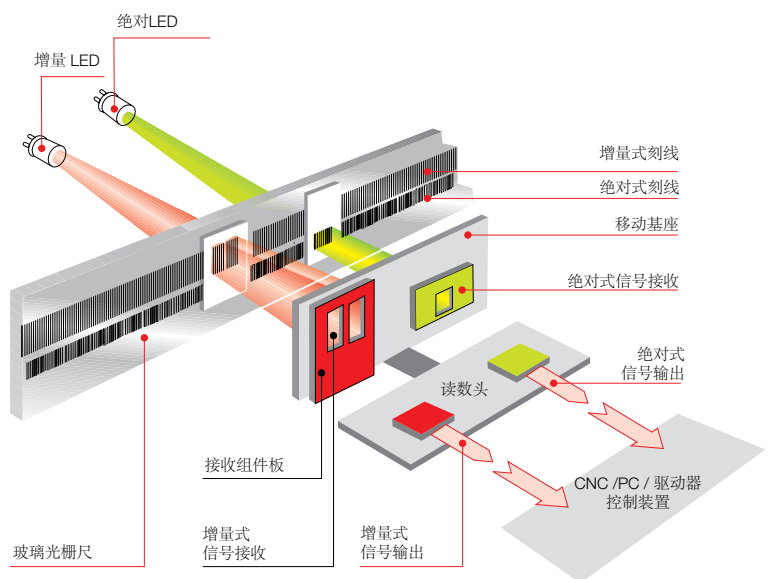 绝对LED
增量 LED
增量式刻线
绝对式刻线
移动基座
绝对式信号接收
绝对式
信号输出
读数头
接收组件板
CNC /PC / 驱动器
控制装置
增量式
信号接收
增量式
信号输出
玻璃光栅尺